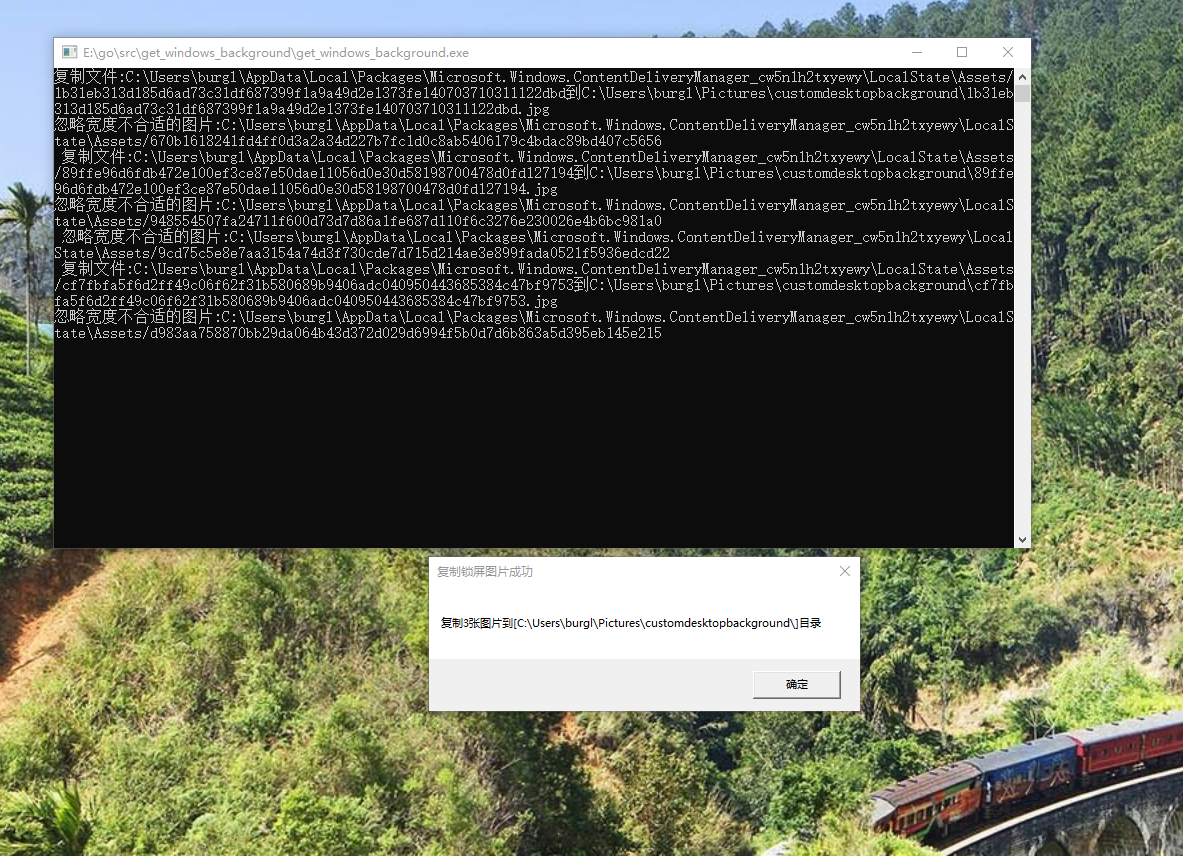 E:\go\src\get_windows_background\get_windows_background.exe
复制文件:C:\Users\burgl\AppData\Local\Packages\Microsoft.Windows.ContentDeliveryManager_cw5n1h2txyewy\LocalState\Assets/
1b31eb313d185d6ad73c31df687399f1a9a49d2e1373fe140703710311122dbd到C:\Users\burgl\Pictures\customdesktopbackground\1b31eb
313d185d6ad73c31df687399f1a9a49d2e1373fe140703710311122dbd.jpg
忽略宽度不合适的图片:C:\Users\burgl\AppData\Local\Packages\Microsoft.Windows.ContentDeliveryManager_cw5n1h2txyewy\LocalS
tate\Assets/670b1618241fd4ff0d3a2a34d227b7fc1d0c8ab5406179c4bdac89bd407c5656
复制文件:C:\Users\burgl\AppData\Local\Packages\Microsoft.Windows.ContentDeliveryManager_cw5n1h2txyewy\LocalState\Assets
/89ffe96d6fdb472e100ef3ce87e50dae11056d0e30d58198700478d0fd127194到C:\Users\burgl\Pictures\customdesktopbackground\89ffe
96d6fdb472e100ef3ce87e50dae11056d0e30d58198700478d0fd127194.jpg
忽略宽度不合适的图片:C:\Users\burgl\AppData\Local\Packages\Microsoft.Windows.ContentDeliveryManager_cw5n1h2txyewy\LocalS
tate\Assets/948554507fa24711f600d73d7d86a1fe687d110f6c3276e230026e4b6bc981a0
忽略宽度不合适的图片:C:\Users\burgl\AppData\Local\Packages\Microsoft.Windows.ContentDeliveryManager_cw5n1h2txyewy\Local
State\Assets/9cd75c5e8e7aa3154a74d3f730cde7d715d214ae3e899fada0521f5936edcd22
复制文件:C:\Users\burgl\AppData\Local\Packages\Microsoft.Windows.ContentDeliveryManager_cw5n1h2txyewy\LocalState\Assets
/cf7fbfa5f6d2ff49c06f62f31b580689b9406adc040950443685384c47bf9753到C:\Users\burgl\Pictures\customdesktopbackground\cf7fb
fa5f6d2ff49c06f62f31b580689b9406adc040950443685384c47bf9753.jpg
忽略宽度不合适的图片:C:\Users\burgl\AppData\Local\Packages\Microsoft.Windows.ContentDeliveryManager_cw5n1h2txyewy\LocalS
tate\Assets/d983aa758870bb29da064b43d372d029d6994f5b0d7d6b863a5d395eb145e215
复制锁屏图片成功
复制3张图片到[C:\Users\burgl\Pictures\customdesktopbackground\]目录
确定